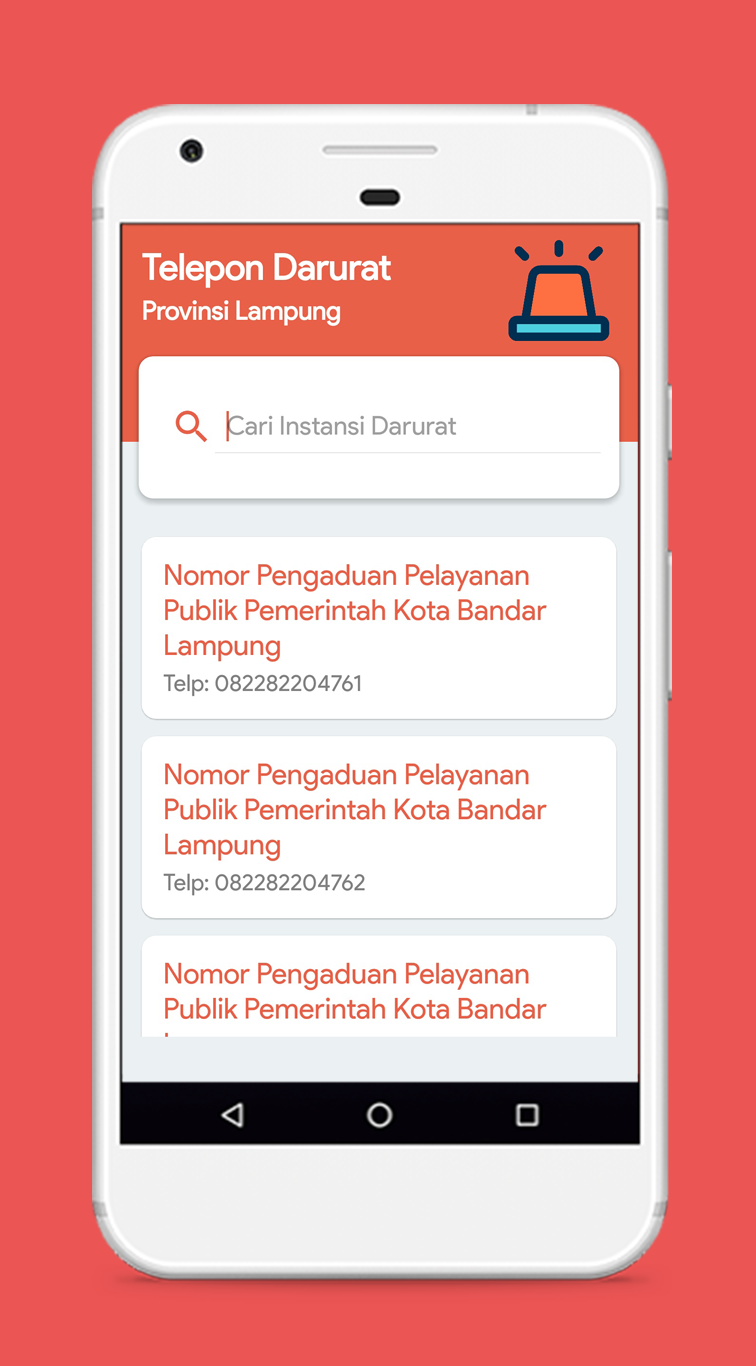 Telepon Darurat
Provinsi Lampung
Cari Instansi Darurat
Nomor Pengaduan Pelayanan
Publik Pemerintah Kota Bandar
Lampung
Telp: 082282204761
Nomor Pengaduan Pelayanan
Publik Pemerintah Kota Bandar
Lampung
Telp: 082282204762
Nomor Pengaduan Pelayanan
Publik Pemerintah Kota Bandar